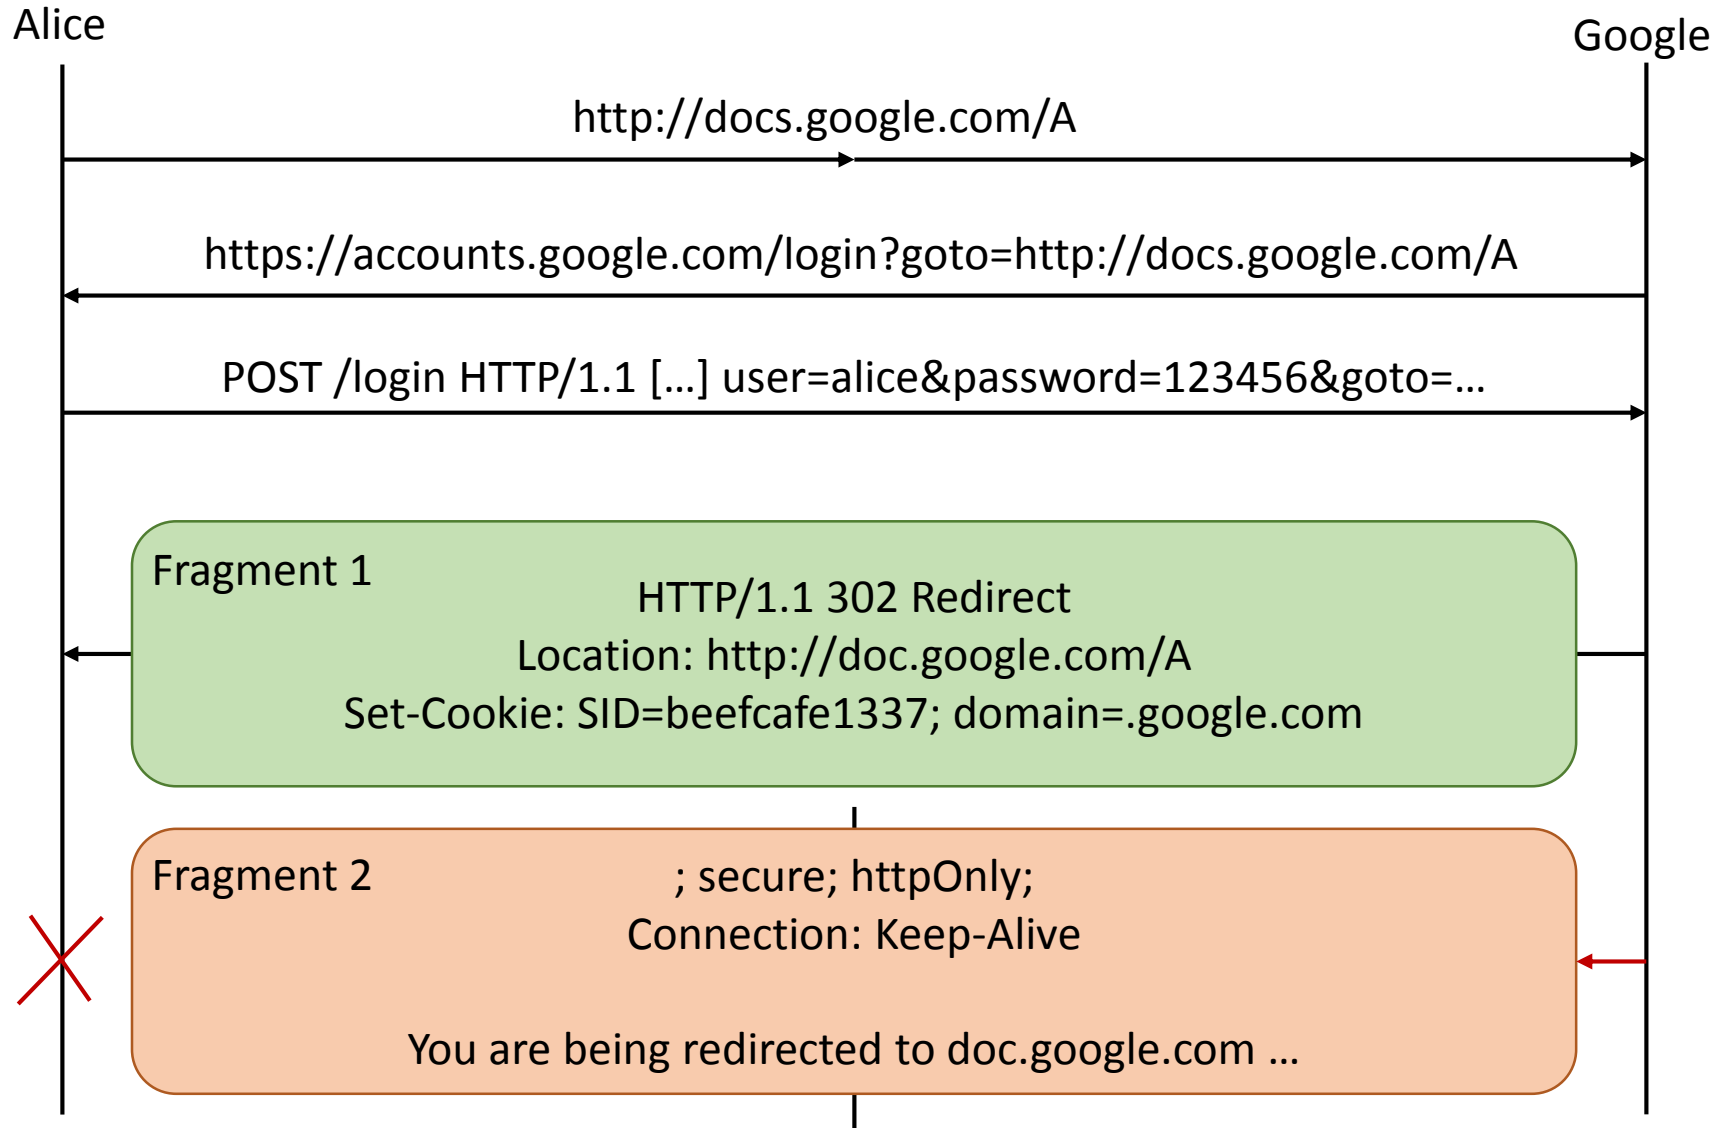 Alice
Google
http://docs.google.com/A
https://accounts.google.com/login?goto=http://docs.google.com/A
POST /login HTTP/1.1 […] user=alice&password=123456&goto=…
Fragment 1
HTTP/1.1 302 Redirect
Location: http://doc.google.com/A
Set-Cookie: SID=beefcafe1337; domain=.google.com
Fragment 2
; secure; httpOnly;
Connection: Keep-Alive
You are being redirected to doc.google.com …